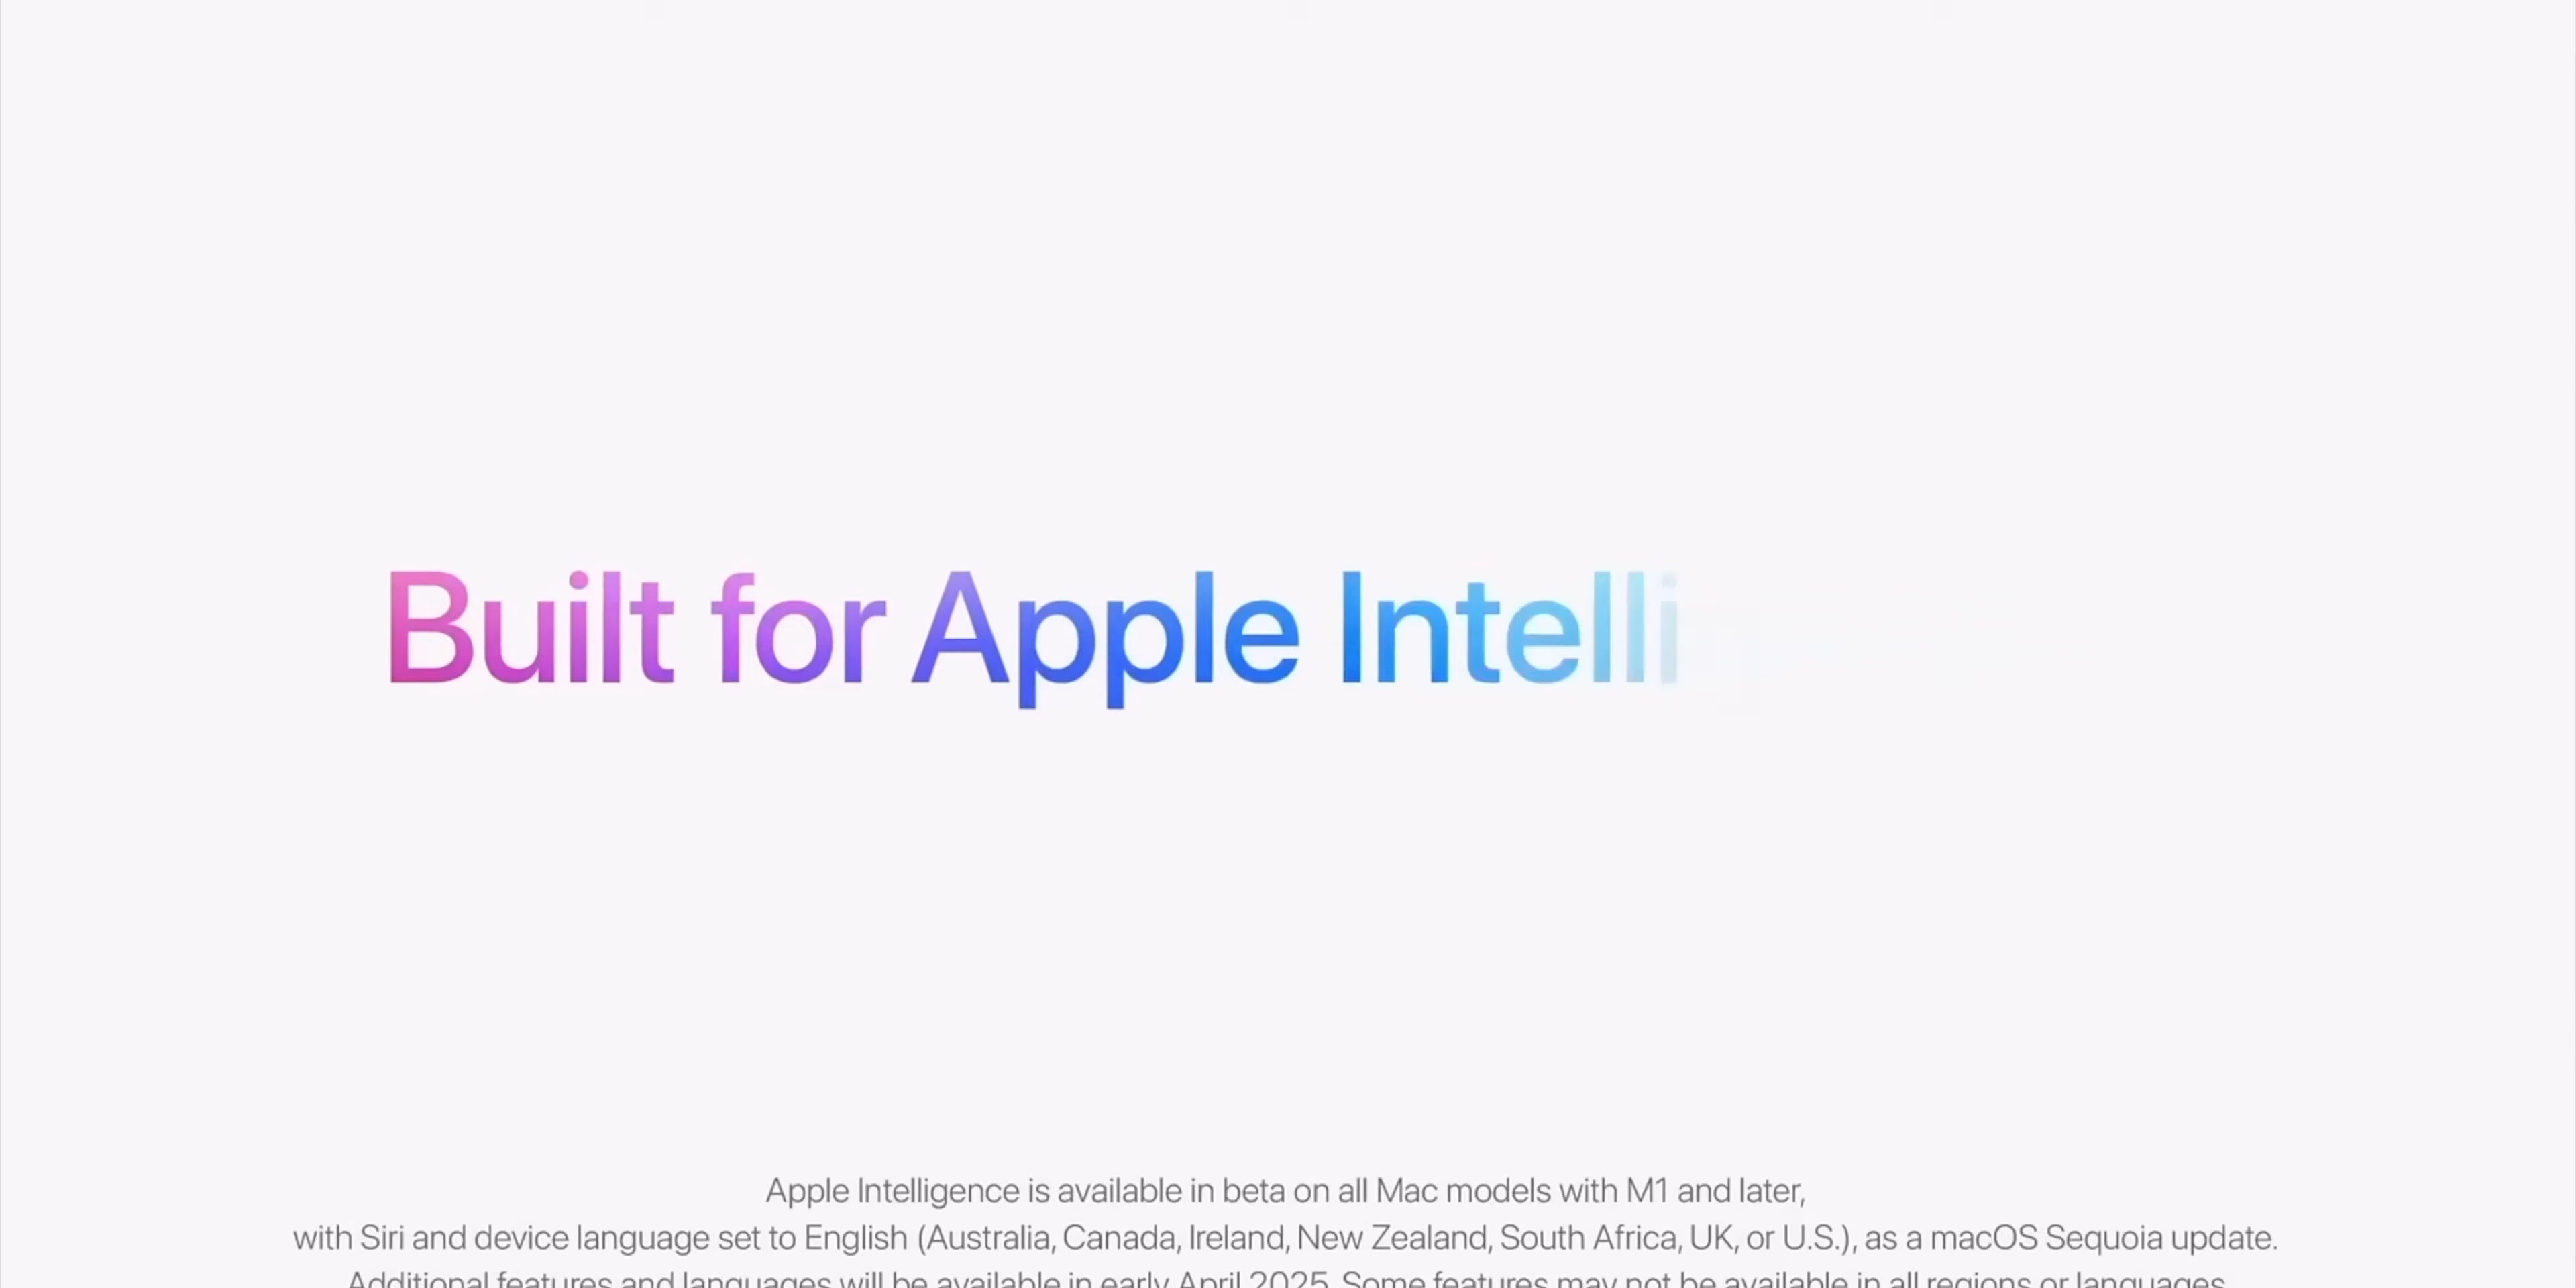 Built for Apple Intelli
Apple Intelligence is available in beta on all Mac models with M1 and later,
with Siri and device language set to English (Australia, Canada, Ireland, New Zealand, South Africa, UK, or U.S.), as a macOS Sequoia update.
Additional features and languages will be available in early April 2025. Some features may not be available in all regions or languages.